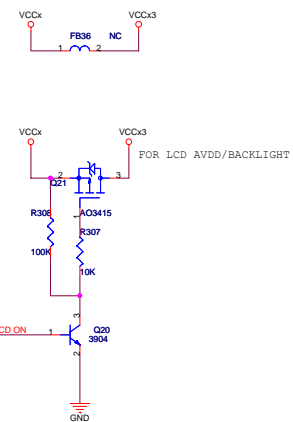 VCCx VCCx3
FB36 NC
1 2
VCCx VCCx3
FOR LCD AVDD/BACKLIGHT
2 3
Q21
1
R308 AO3415
R307
100K
10K
3
CD ON 1 Q20
3904
2
GND